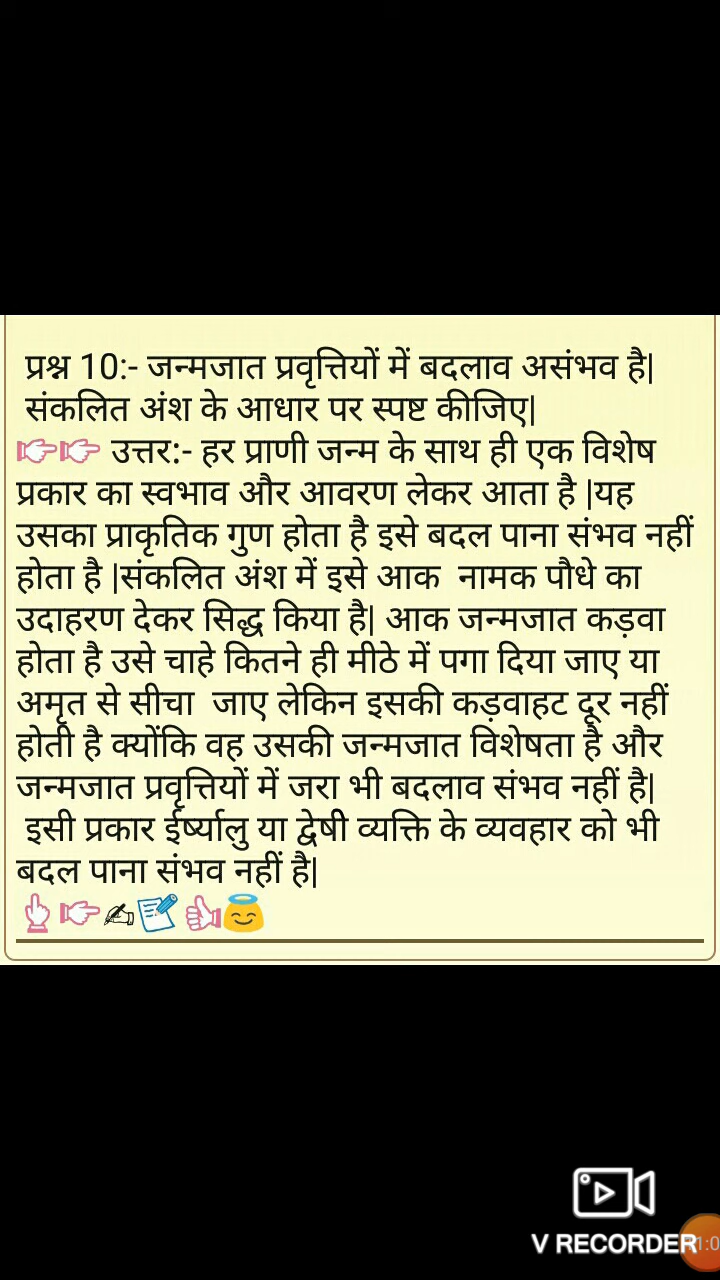 प्रश्न 10:- जन्मजात प्रवृत्तियों में बदलाव असंभव है|
संकलित अंश के आधार पर स्पष्ट कीजिए|
👉👉 उत्तर:- हर प्राणी जन्म के साथ ही एक विशेष
प्रकार का स्वभाव और आवरण लेकर आता है |यह
उसका प्राकृतिक गुण होता है इसे बदल पाना संभव नहीं
होता है |संकलित अंश में इसे आक नामक पौधे का
उदाहरण देकर सिद्ध किया है| आक जन्मजात कड़वा
होता है उसे चाहे कितने ही मीठे में पगा दिया जाए या
अमृत से सीचा जाए लेकिन इसकी कड़वाहट दूर नहीं
होती है क्योंकि वह उसकी जन्मजात विशेषता है और
जन्मजात प्रवृत्तियों में जरा भी बदलाव संभव नहीं है|
इसी प्रकार ईर्ष्यालु या द्वेषी व्यक्ति के व्यवहार को भी
बदल पाना संभव नहीं है|
👆👉✍📝👍😇
V RECORDER